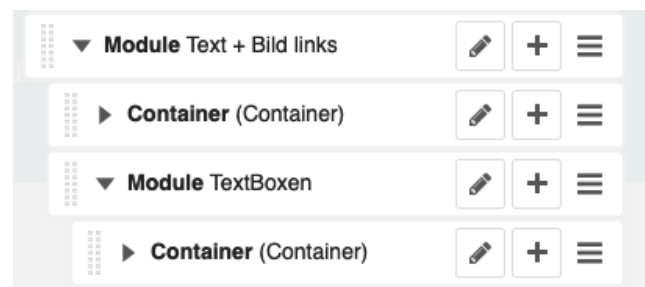 Module Text + Bild links
Container (Container)
Module TextBoxen
Container (Container)